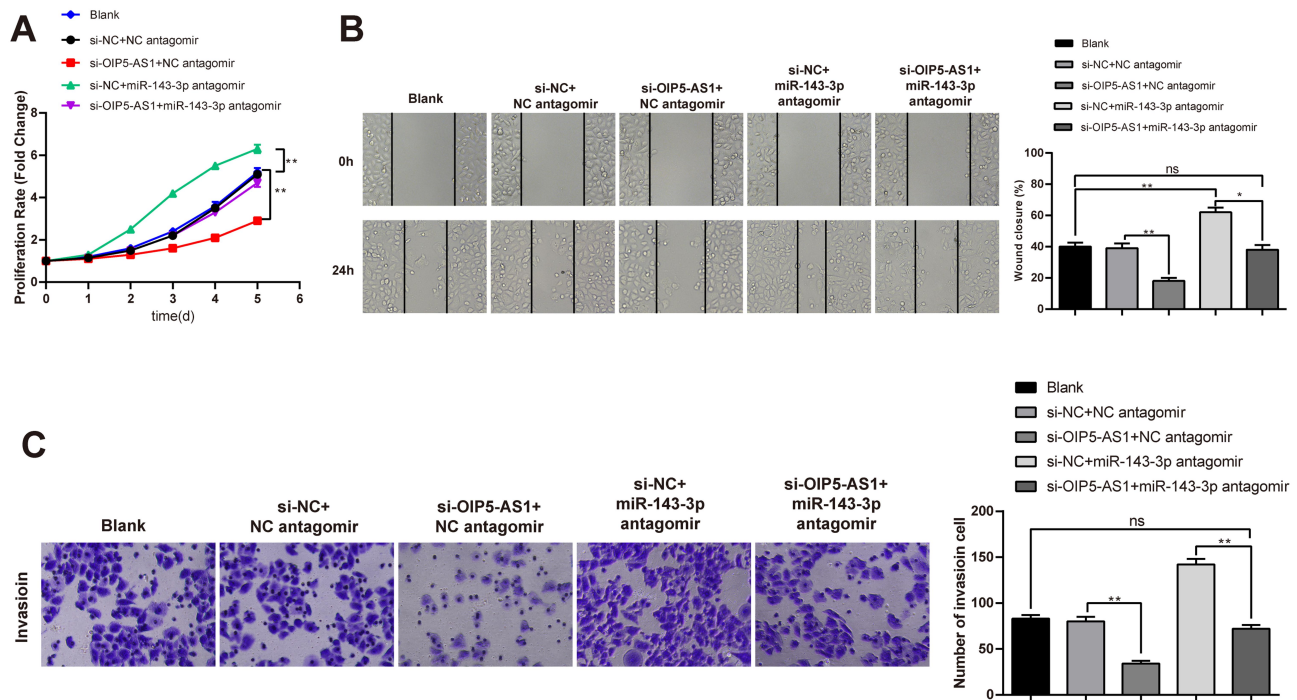 A
Blank
si-NC+NC antagomir
si-OIP5-AS1+NC antagomir
si-NC+miR-143-3p antagomir
si-OIP5-AS1+miR-143-3p antagomir
Proliferation Rate (Fold Change)
8
6
4
2
0
**
**
0 1 2 3 4 5 6
time(d)
B
Blank
si-NC+
NC antagomir
si-OIP5-AS1+
NC antagomir
si-NC+
miR-143-3p
antagomir
si-OIP5-AS1+
miR-143-3p
antagomir
0h
24h
Blank
si-NC+NC antagomir
si-OIP5-AS1+NC antagomir
si-NC+miR-143-3p antagomir
si-OIP5-AS1+miR-143-3p antagomir
Wound closure (%)
100
80
60
40
20
0
ns
**
*
**
C
Blank
si-NC+
NC antagomir
si-OIP5-AS1+
NC antagomir
si-NC+
miR-143-3p
antagomir
si-OIP5-AS1+
miR-143-3p
antagomir
Invasion
Blank
si-NC+NC antagomir
si-OIP5-AS1+NC antagomir
si-NC+miR-143-3p antagomir
si-OIP5-AS1+miR-143-3p antagomir
Number of invasioin cell
200
150
100
50
0
ns
**
**